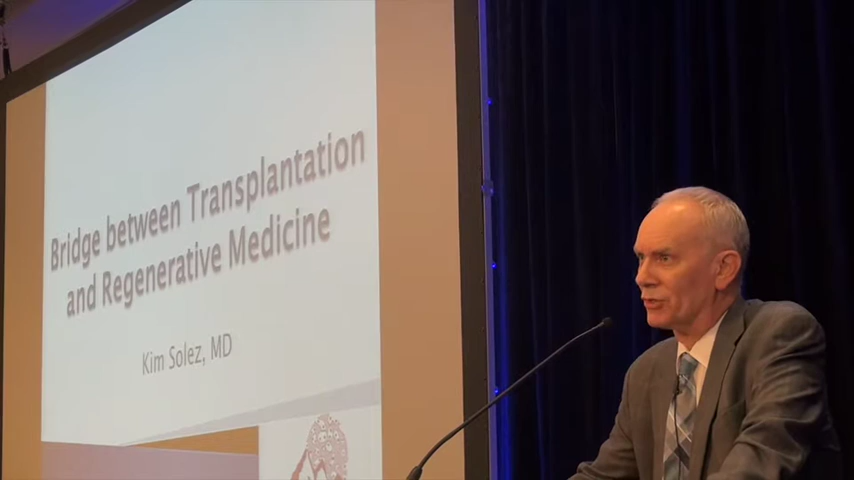 Bridge between Transplantation
and Regenerative Medicine
Kim Solez, MD